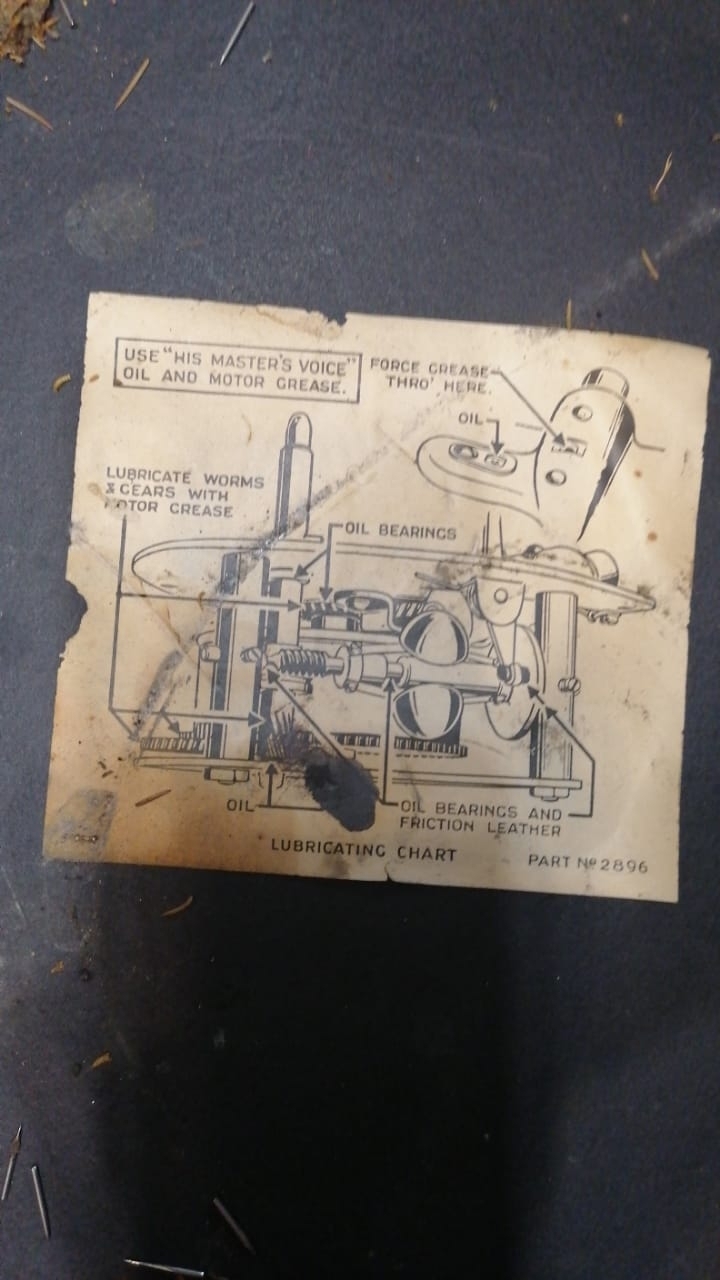 USE "HIS MASTER'S VOICE"
OIL AND MOTOR GREASE.
FORCE GREASE
THRO' HERE.
OIL
LUBRICATE WORMS
& GEARS WITH
MOTOR GREASE
OIL BEARINGS
OIL
OIL BEARINGS AND
FRICTION LEATHER
LUBRICATING CHART
PART Nº 2896